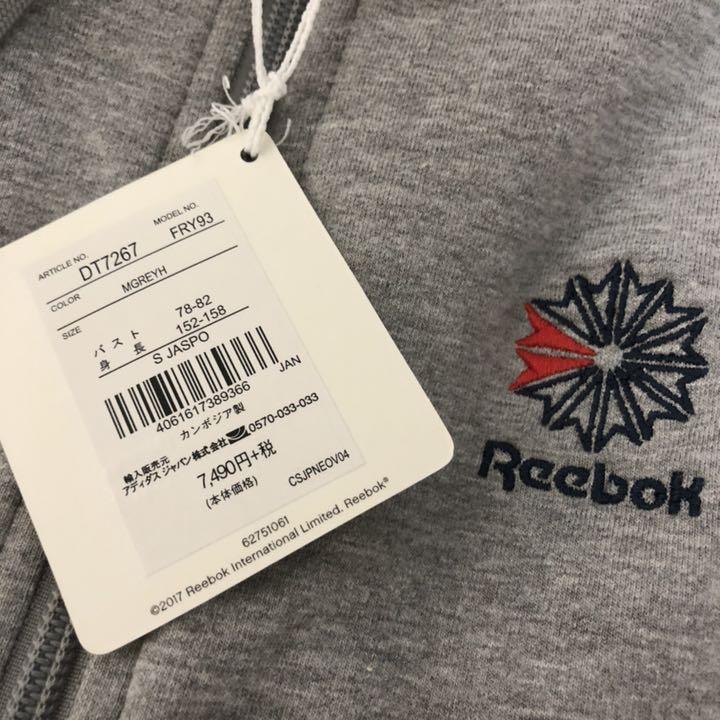 ARTICLE NO.
MODEL NO.
DT7267
FRY93
COLOR
MGREYH
SIZE
バスト 78-82
身長 152-158
S JASPO
JAN
4061617389366
カンボジア製
輸入販売元
アディダス ジャパン株式会社 0570-033-033
7,490円+税
(本体価格)
CSJPNEOV04
62751061
©2017 Reebok International Limited. Reebok®
Reebok